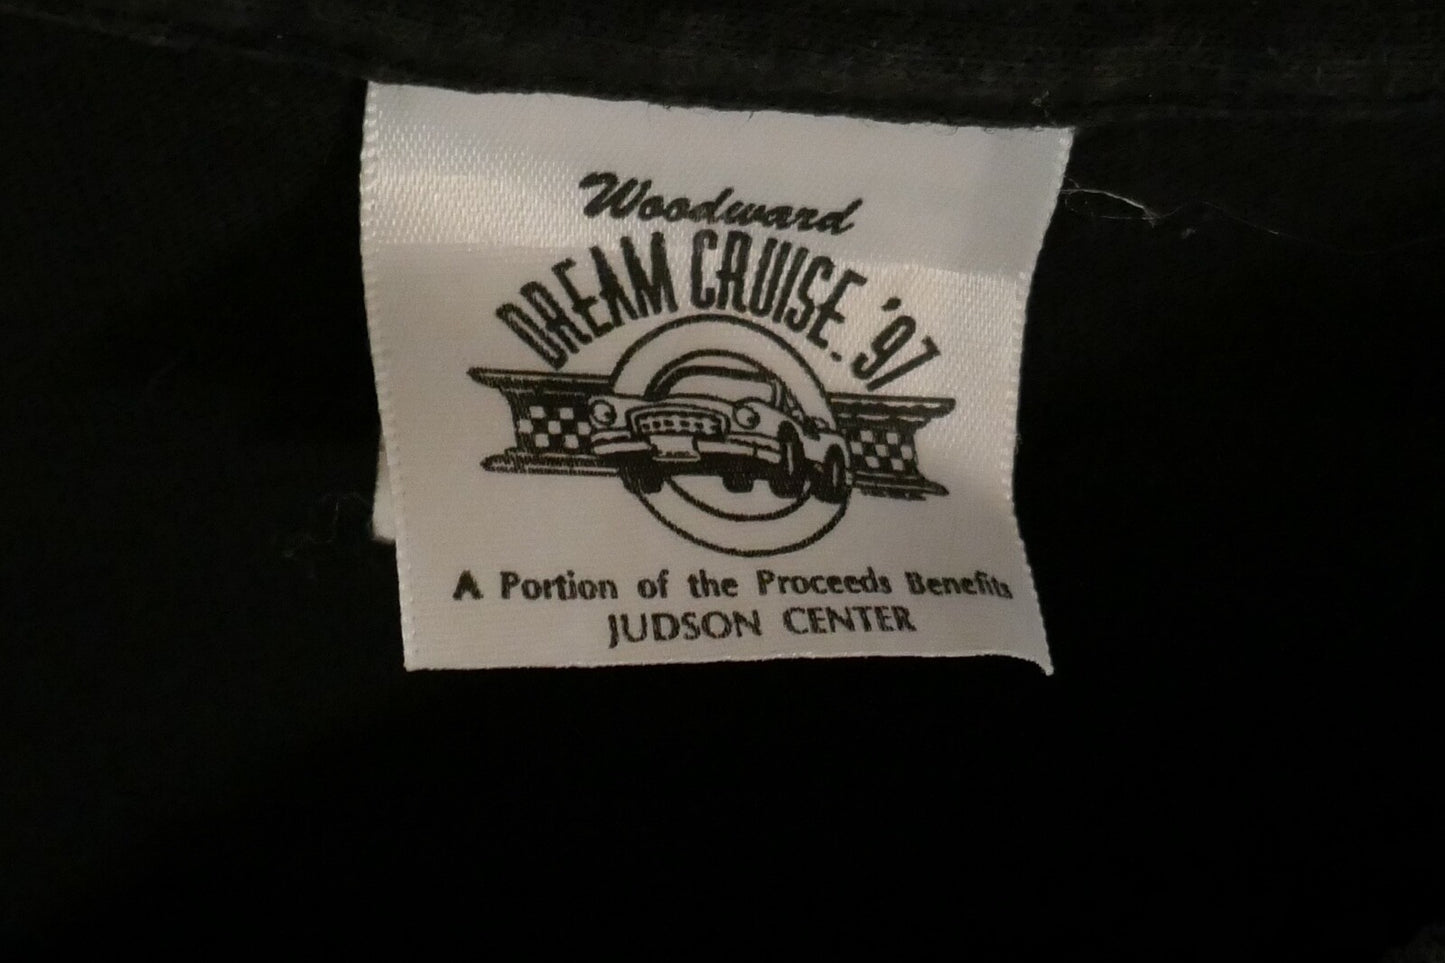 Woodward
DREAM CRUISE. '97
A Portion of the Proceeds Benefits
JUDSON CENTER